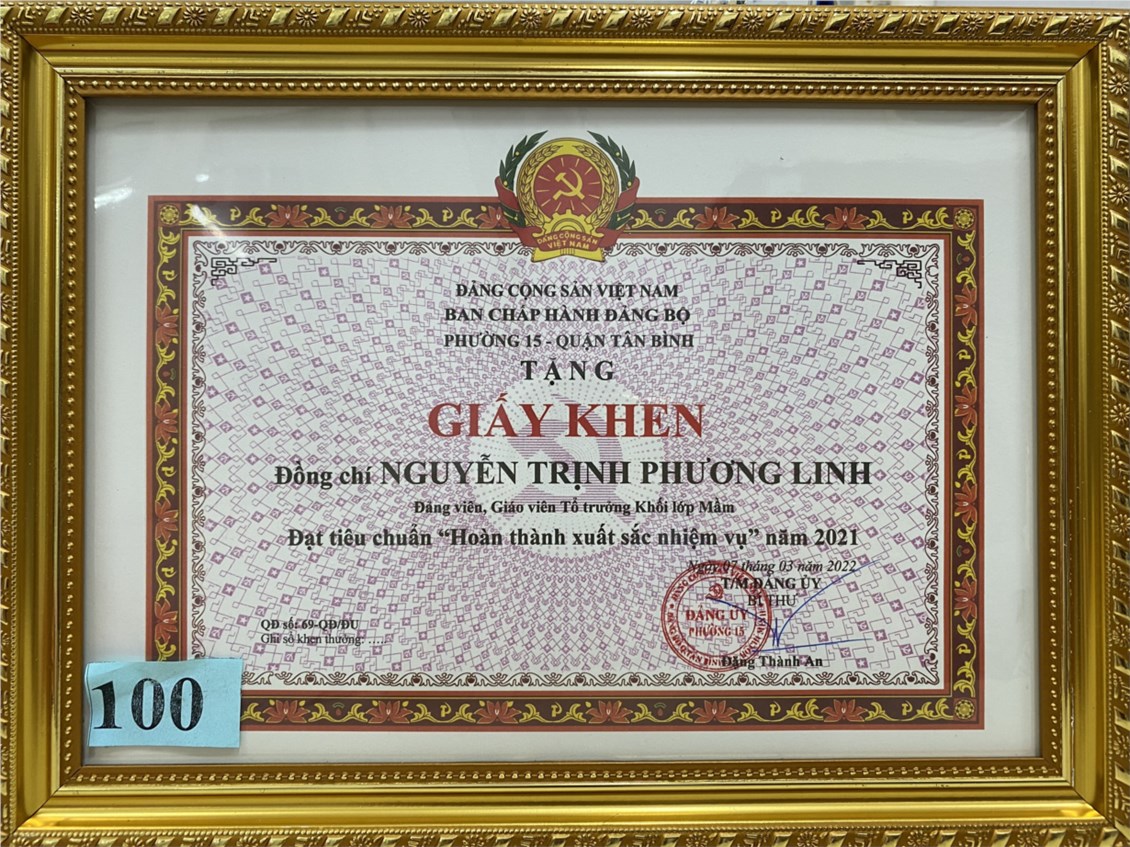 ĐẢNG CỘNG SẢN
VIỆT NAM
ĐẢNG CỘNG SẢN VIỆT NAM
BAN CHẤP HÀNH ĐẢNG BỘ
PHƯỜNG 15 - QUẬN TÂN BÌNH
TẶNG
GIẤY KHEN
Đồng chí NGUYỄN TRỊNH PHƯƠNG LINH
Đảng viên, Giáo viên Tổ trưởng Khối lớp Mầm
Đạt tiêu chuẩn “Hoàn thành xuất sắc nhiệm vụ” năm 2021
Ngày 07 tháng 03 năm 2022
T/M ĐẢNG ỦY
BÍ THƯ
ĐẢNG ỦY
PHƯỜNG 15
QĐ số: 69-QĐ/ĐU
Ghi sổ khen thưởng: .....
Đặng Thành An
100